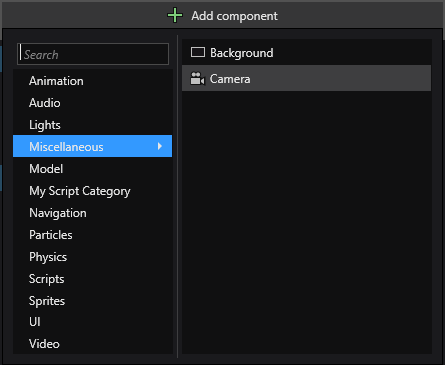 Add component
Search
Animation
Audio
Lights
Miscellaneous
Model
My Script Category
Navigation
Particles
Physics
Scripts
Sprites
UI
Video
Background
Camera